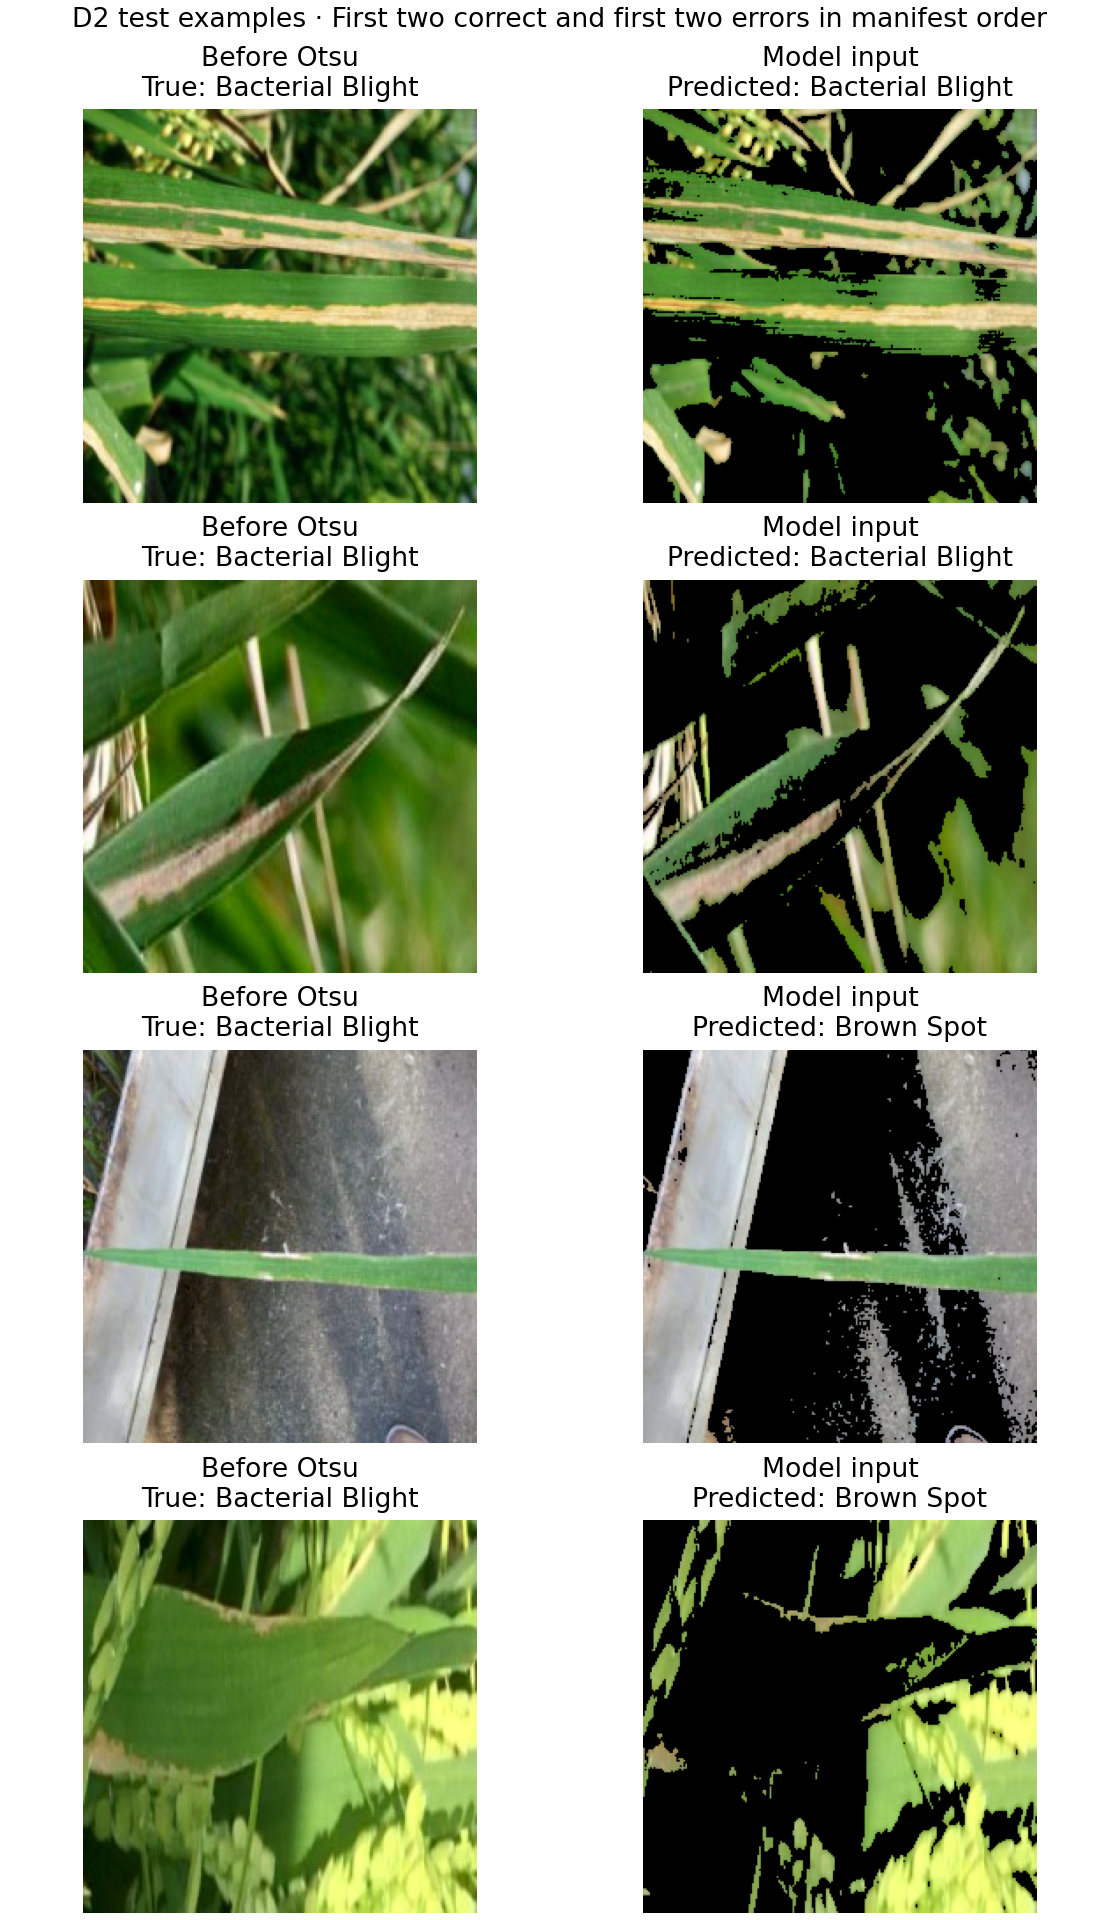 D2 test examples · First two correct and first two errors in manifest order
Before Otsu
True: Bacterial Blight
Model input
Predicted: Bacterial Blight
Before Otsu
True: Bacterial Blight
Model input
Predicted: Bacterial Blight
Before Otsu
True: Bacterial Blight
Model input
Predicted: Brown Spot
Before Otsu
True: Bacterial Blight
Model input
Predicted: Brown Spot